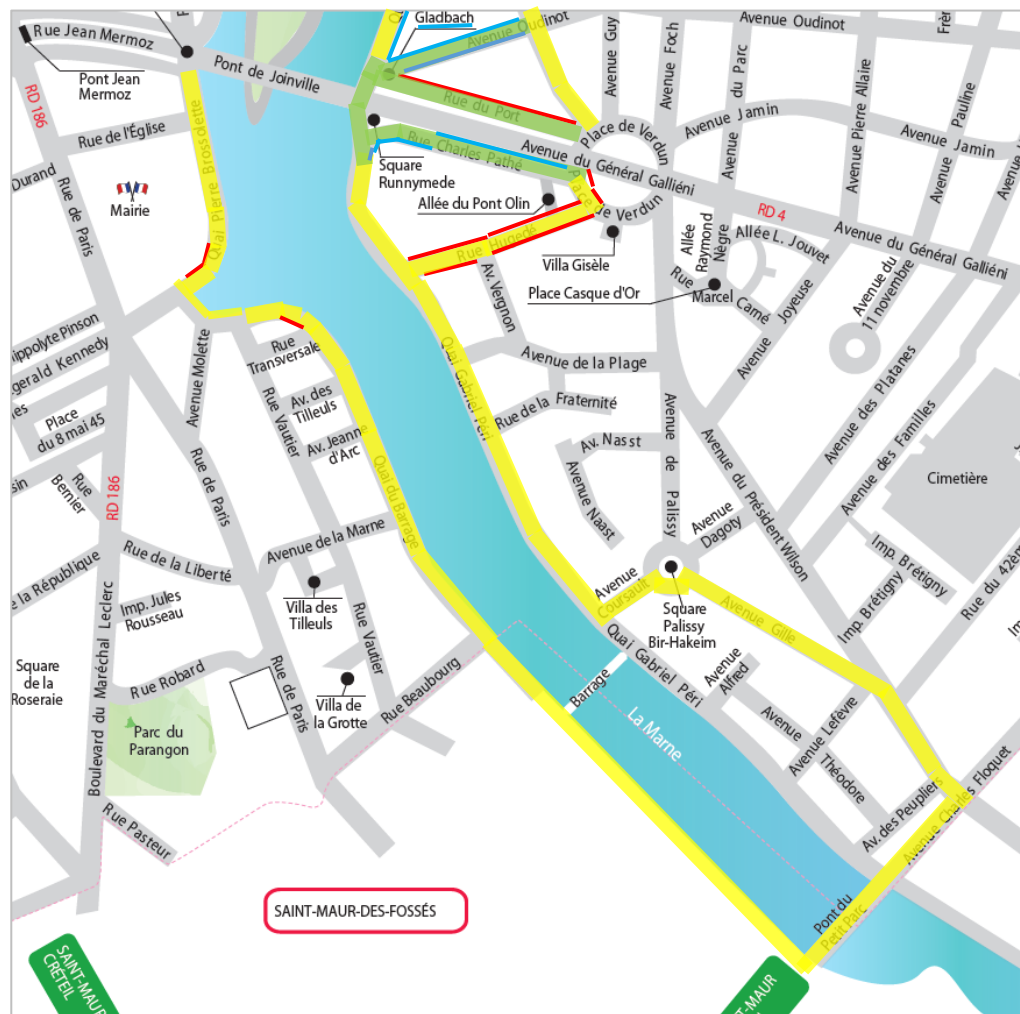 Gladbach
Avenue Oudinot
Avenue Oudinot
Rue Jean Mermoz
Pont Jean
Mermoz
RD 186
Pont de Joinville
Avenue Guy
Avenue Foch
Avenue du Parc
Avenue Pierre Allaire
Avenue Pauline
Rue de l'Église
Durand
Rue de Paris
Mairie
Quai Pierre Brossolette
Rue du Port
Place de Verdun
Avenue Jamin
Avenue Jamin
Rue Charles Pathé
Avenue du Général Galliéni
Square
Runnymede
Allée du Pont Olin
Place de Verdun
RD 4
Rue Hugedé
Villa Gisèle
Allée
Raymond
Nègre
Allée L. Jouvet
Avenue du Général Galliéni
Place Casque d'Or
Rue Marcel Carné
Avenue Joyeuse
Avenue du
11 novembre
Av. Vergnon
Hippolyte Pinson
gerald Kennedy
Avenue Molette
Rue
Transversale
Quai Gabriel Péri
Avenue de la Plage
Place
du 8 mai 45
Av. des
Tilleuls
Rue Vautier
Rue de la Fraternité
Avenue des Platanes
Avenue des Familles
Av. Jeanne
d'Arc
Av. Nasst
Avenue Naast
Avenue de Palissy
Avenue du Président Wilson
Cimetière
Rue
Bernier
RD 186
Rue de Paris
Quai du Barrage
Avenue
Dagoty
Avenue de la Marne
Rue de la Liberté
e la République
Imp. Jules
Rousseau
Villa des
Tilleuls
Rue Vautier
Avenue
Coursault
Square
Palissy
Bir-Hakeim
Avenue Gille
Imp. Brétigny
Imp. Brétigny
Rue du 42èm
Square
de la
Roseraie
Boulevard du Maréchal Leclerc
Rue Robard
Rue de Paris
Villa de
la Grotte
Rue Beaubourg
Barrage
Quai Gabriel Péri
Avenue
Alfred
Parc du
Parangon
La Marne
Avenue Théodore
Avenue Lefèvre
Rue Pasteur
Av. des Peupliers
Avenue Charles Floquet
Pont du
Petit Parc
SAINT-MAUR-DES-FOSSÉS
SAINT-MAUR
CRÉTEIL